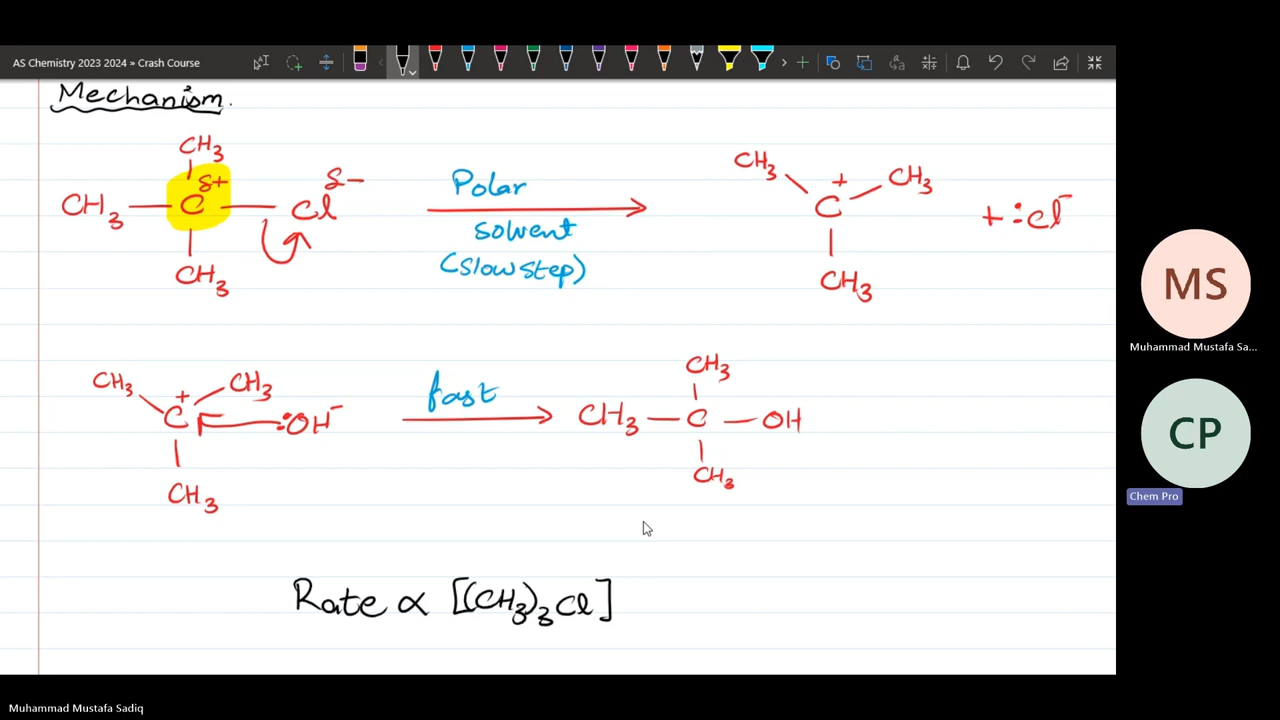 AS Chemistry 2023 2024 » Crash Course
Mechanism.
CH3
δ+ δ-
CH3 — C — Cl
CH3
Polar
solvent
(slow step)
CH3 + CH3
C
CH3
+ :Cl-
CH3 + CH3
C :OH-
CH3
fast
CH3
CH3 — C — OH
CH3
Rate ∝ [(CH3)3Cl]
MS
Muhammad Mustafa Sa...
CP
Chem Pro
Muhammad Mustafa Sadiq